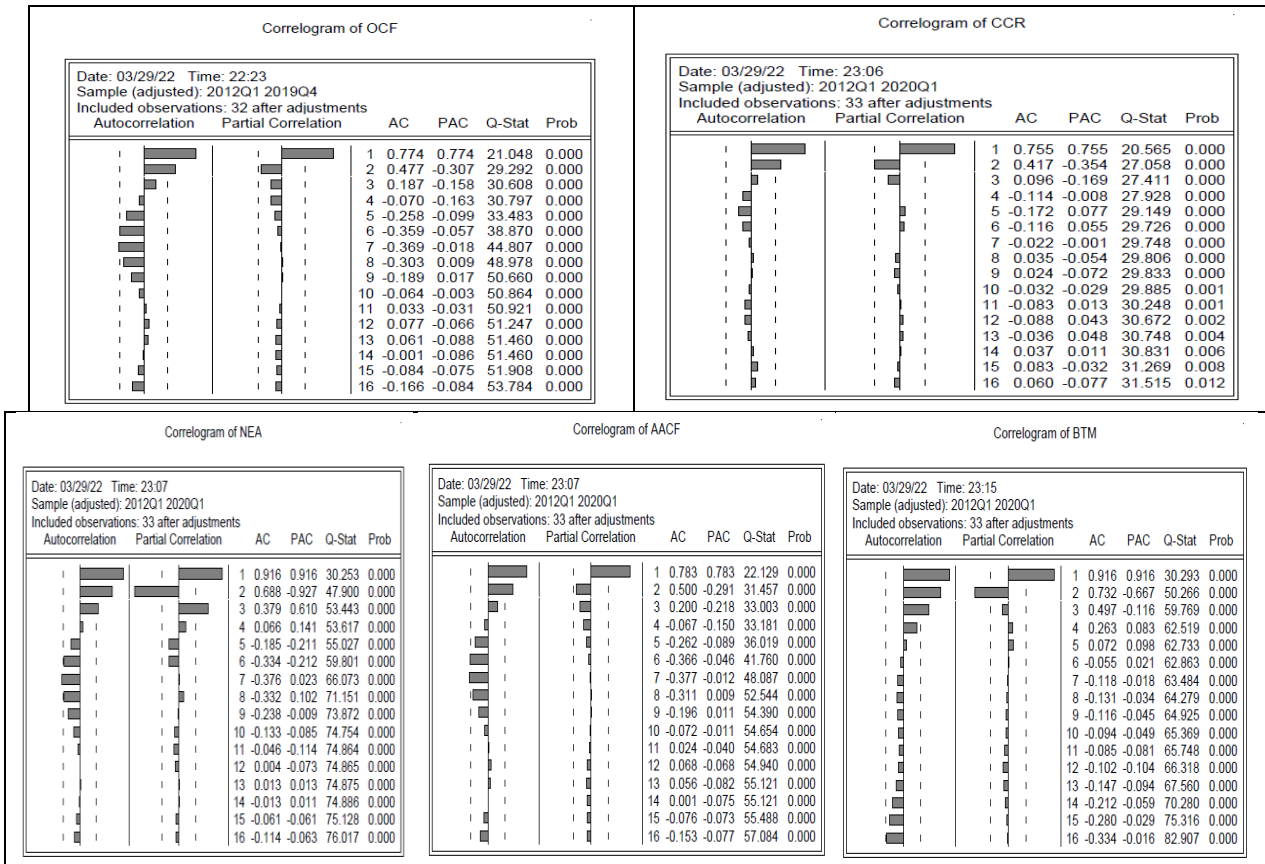 Correlogram of OCF
Date: 03/29/22 Time: 22:23
Sample (adjusted): 2012Q1 2019Q4
Included observations: 32 after adjustments
Autocorrelation Partial Correlation AC PAC Q-Stat Prob
1 0.774 0.774 21.048 0.000
2 0.477 -0.307 29.292 0.000
3 0.187 -0.158 30.608 0.000
4 -0.070 -0.163 30.797 0.000
5 -0.258 -0.099 33.483 0.000
6 -0.359 -0.057 38.870 0.000
7 -0.369 -0.018 44.807 0.000
8 -0.303 0.009 48.978 0.000
9 -0.189 0.017 50.660 0.000
10 -0.064 -0.003 50.864 0.000
11 0.033 -0.031 50.921 0.000
12 0.077 -0.066 51.247 0.000
13 0.061 -0.088 51.460 0.000
14 -0.001 -0.086 51.460 0.000
15 -0.084 -0.075 51.908 0.000
16 -0.166 -0.084 53.784 0.000
Correlogram of CCR
Date: 03/29/22 Time: 23:06
Sample (adjusted): 2012Q1 2020Q1
Included observations: 33 after adjustments
Autocorrelation Partial Correlation AC PAC Q-Stat Prob
1 0.755 0.755 20.565 0.000
2 0.417 -0.354 27.058 0.000
3 0.096 -0.169 27.411 0.000
4 -0.114 -0.008 27.928 0.000
5 -0.172 0.077 29.149 0.000
6 -0.116 0.055 29.726 0.000
7 -0.022 -0.001 29.748 0.000
8 0.035 -0.054 29.806 0.000
9 0.024 -0.072 29.833 0.000
10 -0.032 -0.029 29.885 0.001
11 -0.083 0.013 30.248 0.001
12 -0.088 0.043 30.672 0.002
13 -0.036 0.048 30.748 0.004
14 0.037 0.011 30.831 0.006
15 0.083 -0.032 31.269 0.008
16 0.060 -0.077 31.515 0.012
Correlogram of NEA
Date: 03/29/22 Time: 23:07
Sample (adjusted): 2012Q1 2020Q1
Included observations: 33 after adjustments
Autocorrelation Partial Correlation AC PAC Q-Stat Prob
1 0.916 0.916 30.253 0.000
2 0.688 -0.927 47.900 0.000
3 0.379 0.610 53.443 0.000
4 0.066 0.141 53.617 0.000
5 -0.185 -0.211 55.027 0.000
6 -0.334 -0.212 59.801 0.000
7 -0.376 0.023 66.073 0.000
8 -0.332 0.102 71.151 0.000
9 -0.238 -0.009 73.872 0.000
10 -0.133 -0.085 74.754 0.000
11 -0.046 -0.114 74.864 0.000
12 0.004 -0.073 74.865 0.000
13 0.013 0.013 74.875 0.000
14 -0.013 0.011 74.886 0.000
15 -0.061 -0.061 75.128 0.000
16 -0.114 -0.063 76.017 0.000
Correlogram of AACF
Date: 03/29/22 Time: 23:07
Sample (adjusted): 2012Q1 2020Q1
Included observations: 33 after adjustments
Autocorrelation Partial Correlation AC PAC Q-Stat Prob
1 0.783 0.783 22.129 0.000
2 0.500 -0.291 31.457 0.000
3 0.200 -0.218 33.003 0.000
4 -0.067 -0.150 33.181 0.000
5 -0.262 -0.089 36.019 0.000
6 -0.366 -0.046 41.760 0.000
7 -0.377 -0.012 48.087 0.000
8 -0.311 0.009 52.544 0.000
9 -0.196 0.011 54.390 0.000
10 -0.072 -0.011 54.654 0.000
11 0.024 -0.040 54.683 0.000
12 0.068 -0.068 54.940 0.000
13 0.056 -0.082 55.121 0.000
14 0.001 -0.075 55.121 0.000
15 -0.076 -0.073 55.488 0.000
16 -0.153 -0.077 57.084 0.000
Correlogram of BTM
Date: 03/29/22 Time: 23:15
Sample (adjusted): 2012Q1 2020Q1
Included observations: 33 after adjustments
Autocorrelation Partial Correlation AC PAC Q-Stat Prob
1 0.916 0.916 30.293 0.000
2 0.732 -0.667 50.266 0.000
3 0.497 -0.116 59.769 0.000
4 0.263 0.083 62.519 0.000
5 0.072 0.098 62.733 0.000
6 -0.055 0.021 62.863 0.000
7 -0.118 -0.018 63.484 0.000
8 -0.131 -0.034 64.279 0.000
9 -0.116 -0.045 64.925 0.000
10 -0.094 -0.049 65.369 0.000
11 -0.085 -0.081 65.748 0.000
12 -0.102 -0.104 66.318 0.000
13 -0.147 -0.094 67.560 0.000
14 -0.212 -0.059 70.280 0.000
15 -0.280 -0.029 75.316 0.000
16 -0.334 -0.016 82.907 0.000